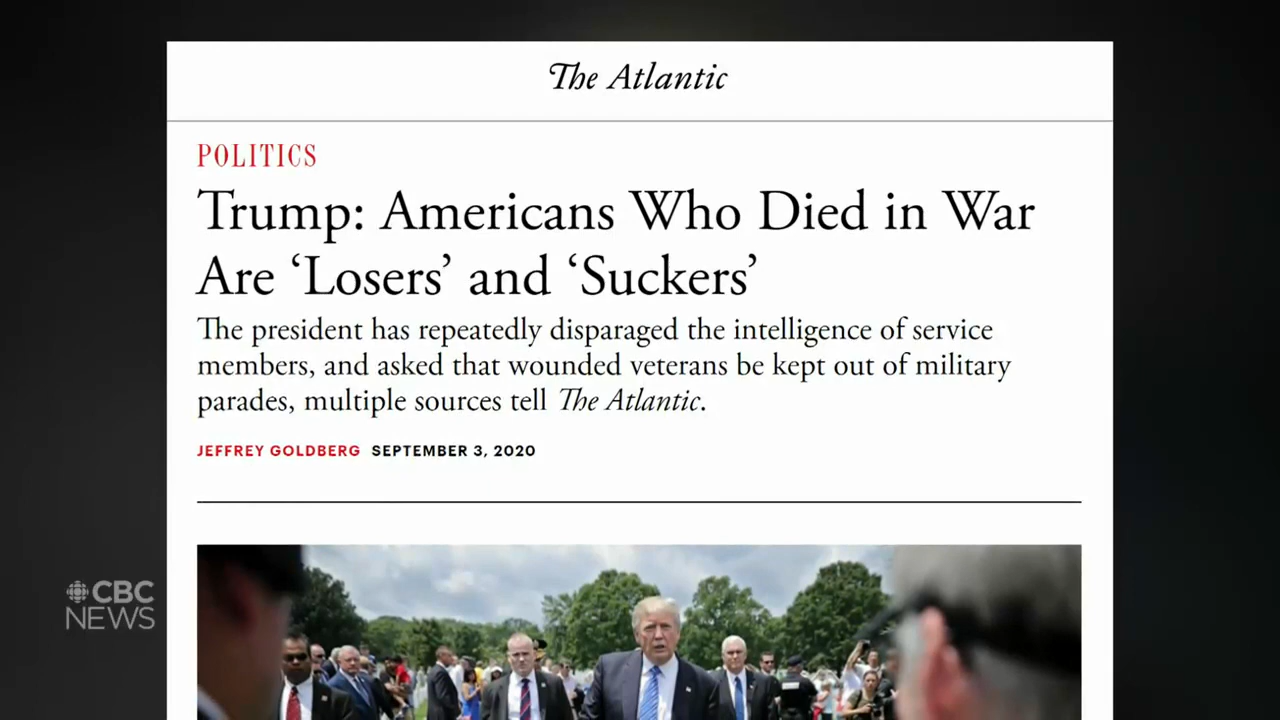 The Atlantic
POLITICS
Trump: Americans Who Died in War
Are ‘Losers’ and ‘Suckers’
The president has repeatedly disparaged the intelligence of service
members, and asked that wounded veterans be kept out of military
parades, multiple sources tell The Atlantic.
JEFFREY GOLDBERG SEPTEMBER 3, 2020
CBC
NEWS